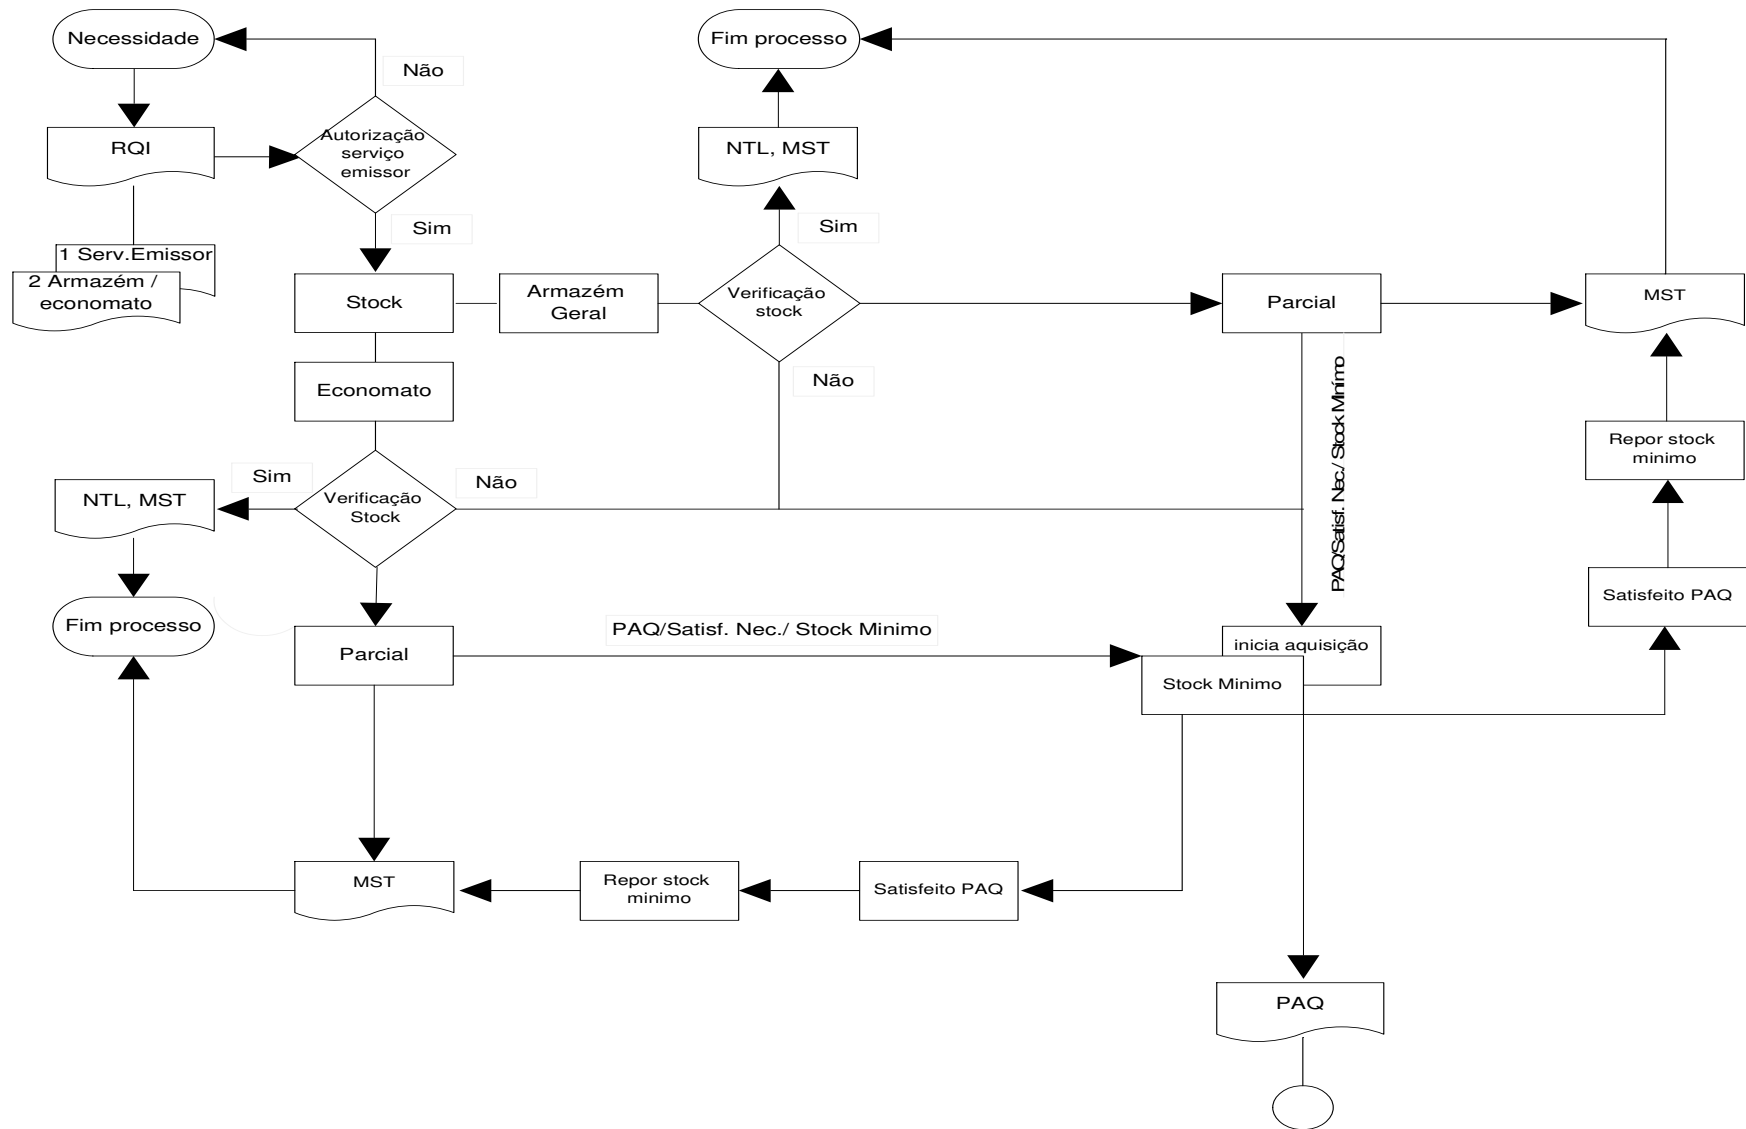 Necessidade
Não
Fim processo
RQI
Autorização
serviço
emissor
NTL, MST
Sim
Sim
1 Serv.Emissor
2 Armazém /
economato
Stock
Armazém
Geral
Verificação
stock
Parcial
MST
Economato
Não
PAQ/Satisf. Nec./ Stock Mínimo
Repor stock
minimo
Sim
Não
NTL, MST
Verificação
Stock
Satisfeito PAQ
Fim processo
Parcial
PAQ/Satisf. Nec./ Stock Minimo
inicia aquisição
Stock Minimo
MST
Repor stock
minimo
Satisfeito PAQ
PAQ